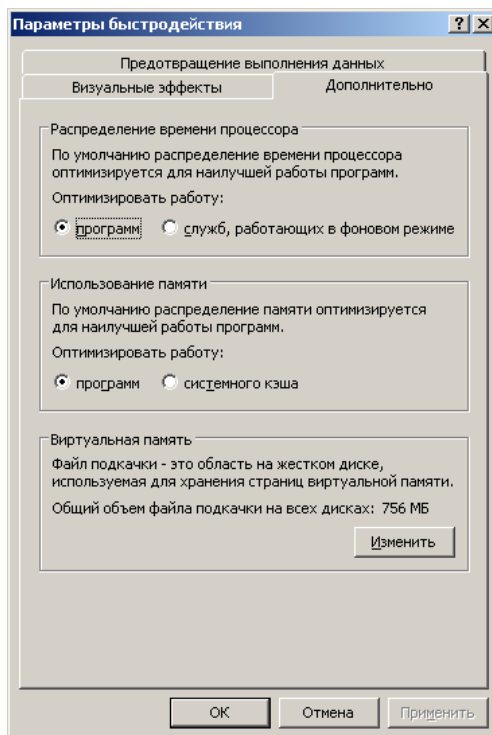 Параметры быстродействия
Предотвращение выполнения данных
Визуальные эффекты
Дополнительно
Распределение времени процессора
По умолчанию распределение времени процессора
оптимизируется для наилучшей работы программ.
Оптимизировать работу:
программ
служб, работающих в фоновом режиме
Использование памяти
По умолчанию распределение памяти оптимизируется
для наилучшей работы программ.
Оптимизировать работу:
программ
системного кэша
Виртуальная память
Файл подкачки - это область на жестком диске,
используемая для хранения страниц виртуальной памяти.
Общий объем файла подкачки на всех дисках: 756 МБ
Изменить
ОК
Отмена
Применить